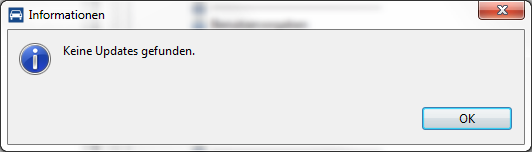 Informationen
Keine Updates gefunden.
OK